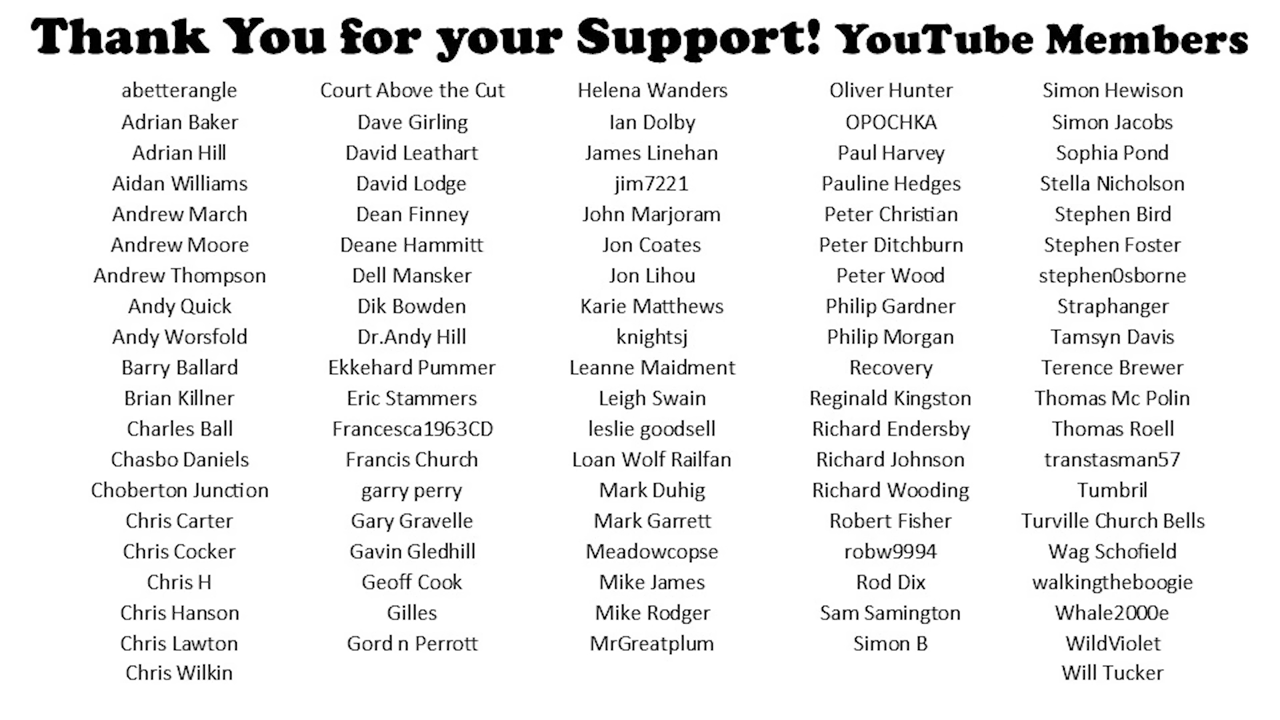 Thank You for your Support! YouTube Members
abetterangle
Adrian Baker
Adrian Hill
Aidan Williams
Andrew March
Andrew Moore
Andrew Thompson
Andy Quick
Andy Worsfold
Barry Ballard
Brian Killner
Charles Ball
Chasbo Daniels
Choberton Junction
Chris Carter
Chris Cocker
Chris H
Chris Hanson
Chris Lawton
Chris Wilkin
Court Above the Cut
Dave Girling
David Leathart
David Lodge
Dean Finney
Deane Hammitt
Dell Mansker
Dik Bowden
Dr.Andy Hill
Ekkehard Pummer
Eric Stammers
Francesca1963CD
Francis Church
garry perry
Gary Gravelle
Gavin Gledhill
Geoff Cook
Gilles
Gord n Perrott
Helena Wanders
Ian Dolby
James Linehan
jim7221
John Marjoram
Jon Coates
Jon Lihou
Karie Matthews
knightsj
Leanne Maidment
Leigh Swain
leslie goodsell
Loan Wolf Railfan
Mark Duhig
Mark Garrett
Meadowcopse
Mike James
Mike Rodger
MrGreatplum
Oliver Hunter
OPOCHKA
Paul Harvey
Pauline Hedges
Peter Christian
Peter Ditchburn
Peter Wood
Philip Gardner
Philip Morgan
Recovery
Reginald Kingston
Richard Endersby
Richard Johnson
Richard Wooding
Robert Fisher
robw9994
Rod Dix
Sam Samington
Simon B
Simon Hewison
Simon Jacobs
Sophia Pond
Stella Nicholson
Stephen Bird
Stephen Foster
stephen0sborne
Straphanger
Tamsyn Davis
Terence Brewer
Thomas Mc Polin
Thomas Roell
transtasman57
Tumbril
Turville Church Bells
Wag Schofield
walkingtheboogie
Whale2000e
WildViolet
Will Tucker